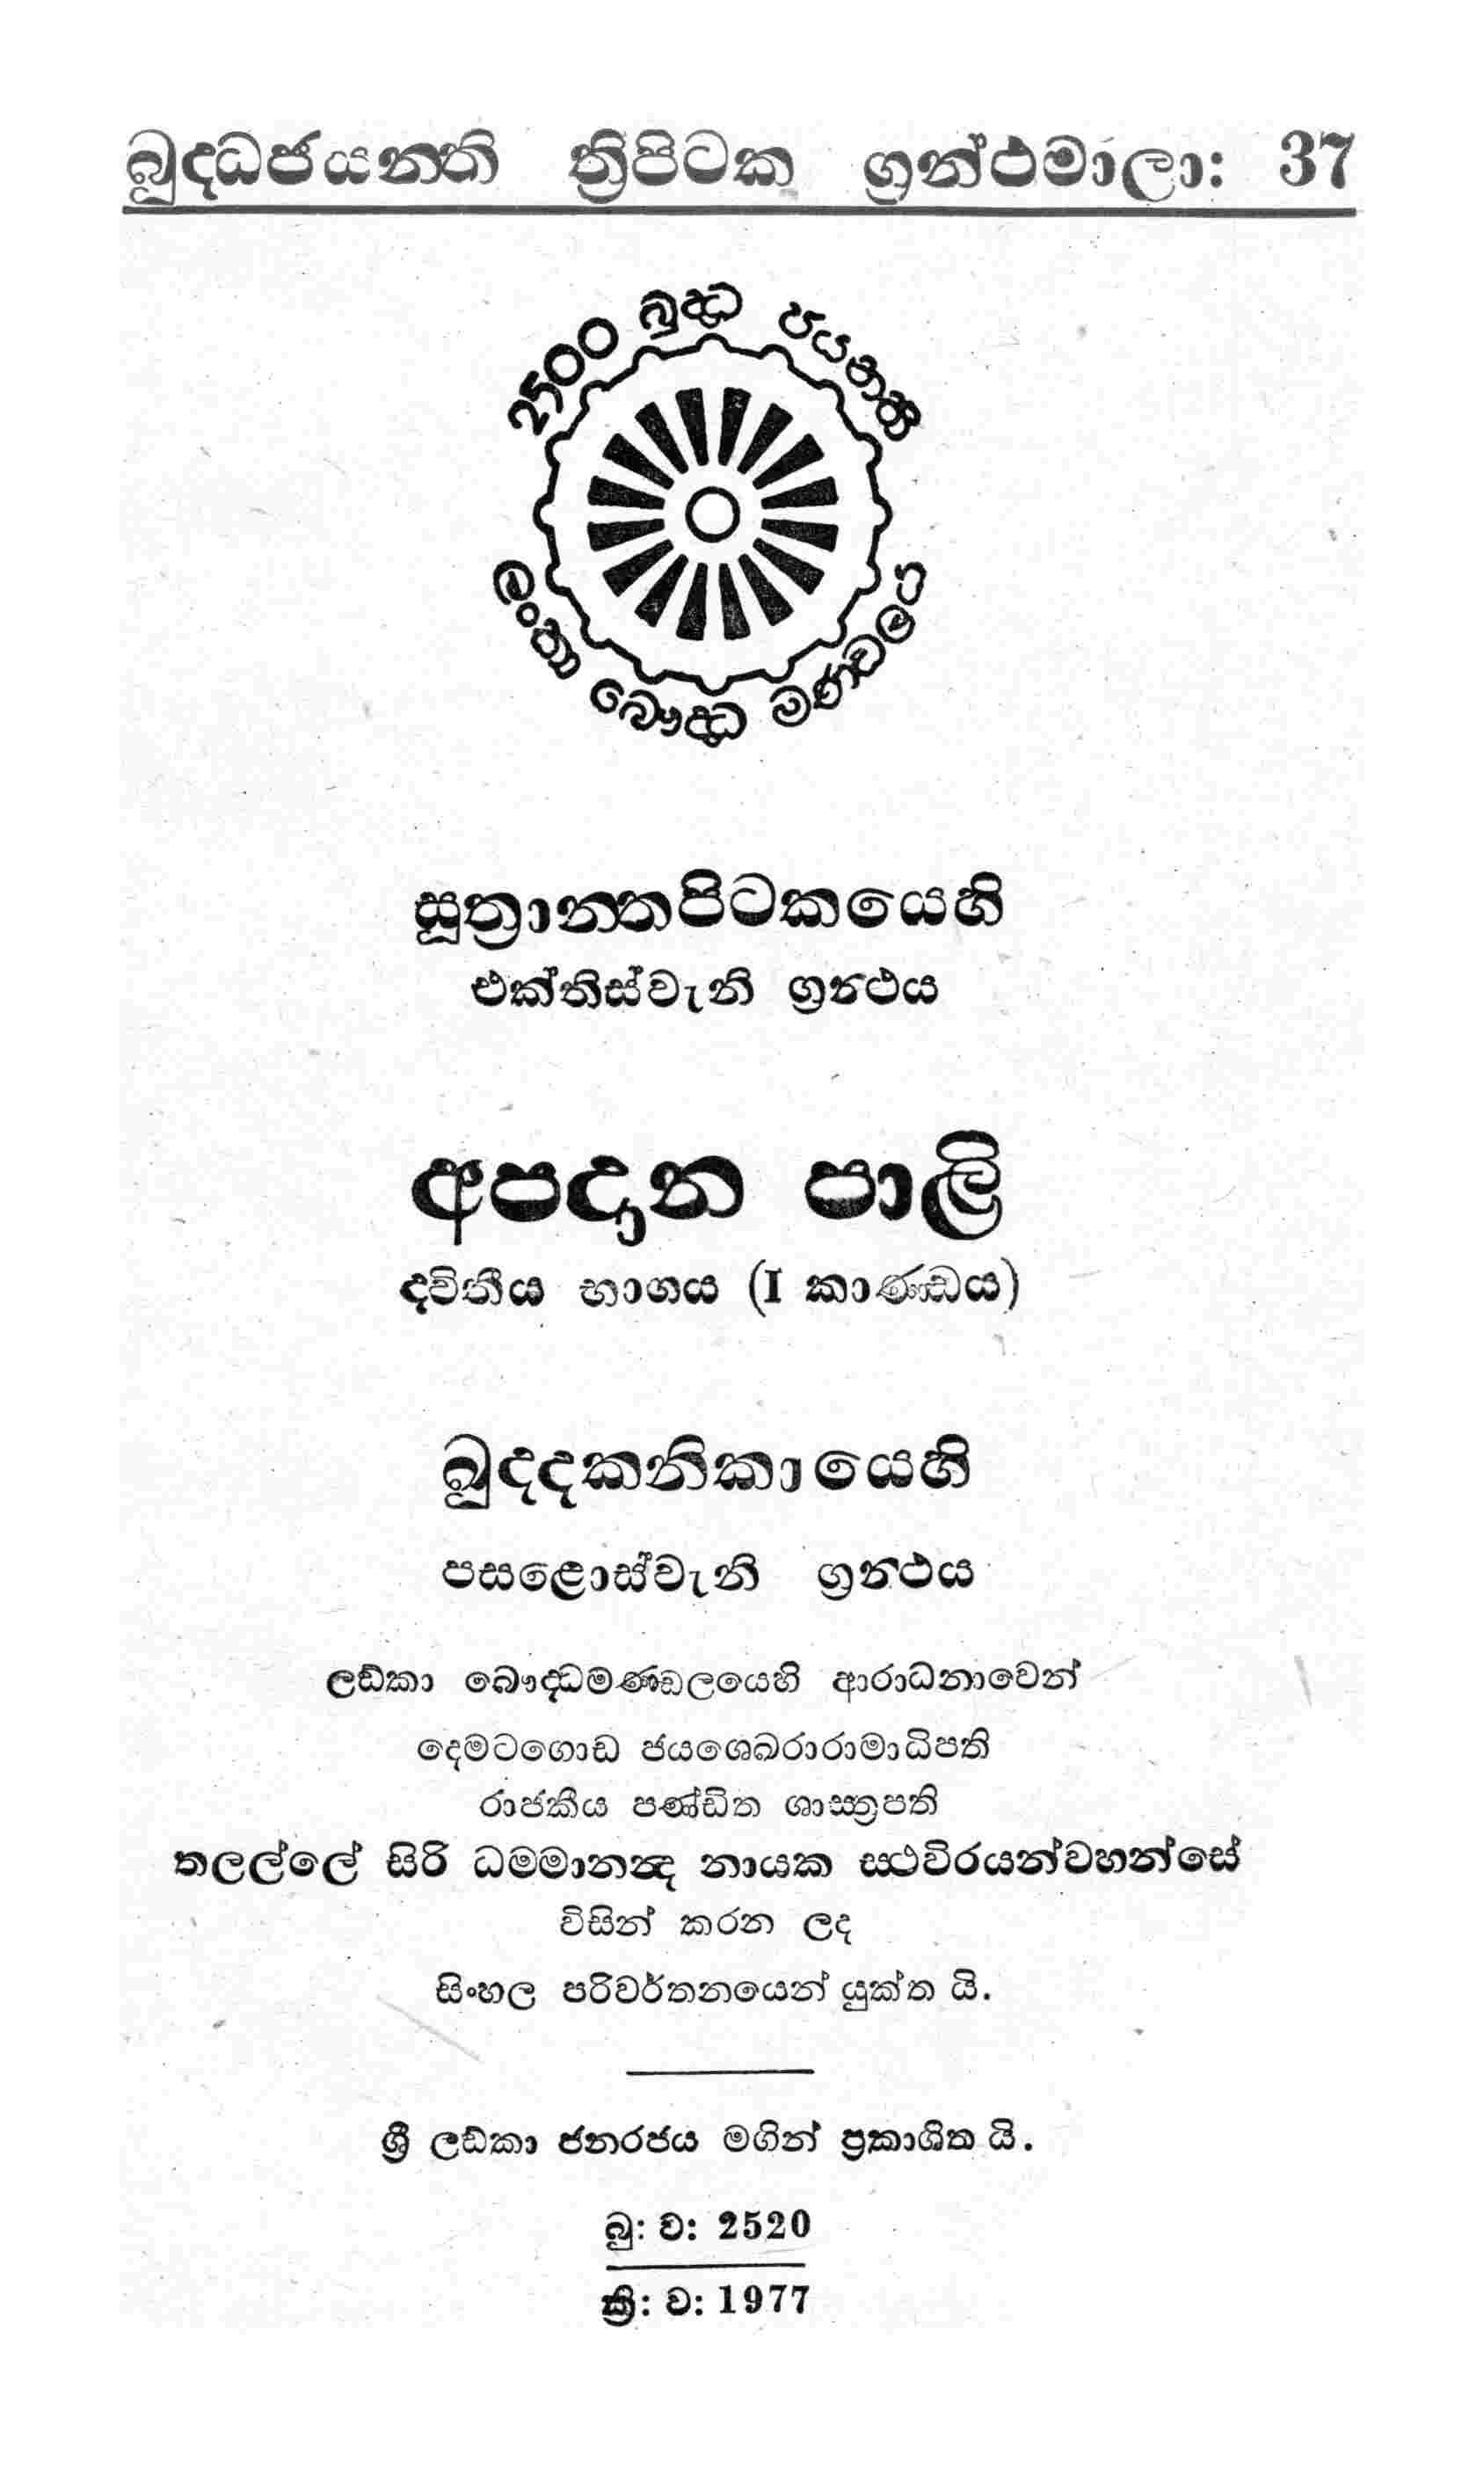 බුද්ධජයන්ති ත්‍රිපිටක ග්‍රන්ථමාලා: 37
2500 බුද්ධ ජයන්ති
ලංකා බෞද්ධ මණ්ඩලය
සූත්‍රාන්තපිටකයෙහි
එක්තිස්වැනි ග්‍රන්ථය
අපදාන පාලි
ද්විතීය භාගය (I කාණ්ඩය)
ඛුද්දකනිකායෙහි
පසළොස්වැනි ග්‍රන්ථය
ලඞ්කා බෞද්ධමණ්ඩලයෙහි ආරාධනාවෙන්
දෙමටගොඩ ජයශෙඛරාරාමාධිපති
රාජකීය පණ්ඩිත ශාස්ත්‍රපති
තලල්ලේ සිරි ධම්මානන්ද නායක ස්ථවිරයන්වහන්සේ
විසින් කරන ලද
සිංහල පරිවර්තනයෙන් යුක්ත යි.
ශ්‍රී ලඞ්කා ජනරජය මගින් ප්‍රකාශිත යි.
බු: ව: 2520
ක්‍රි: ව: 1977